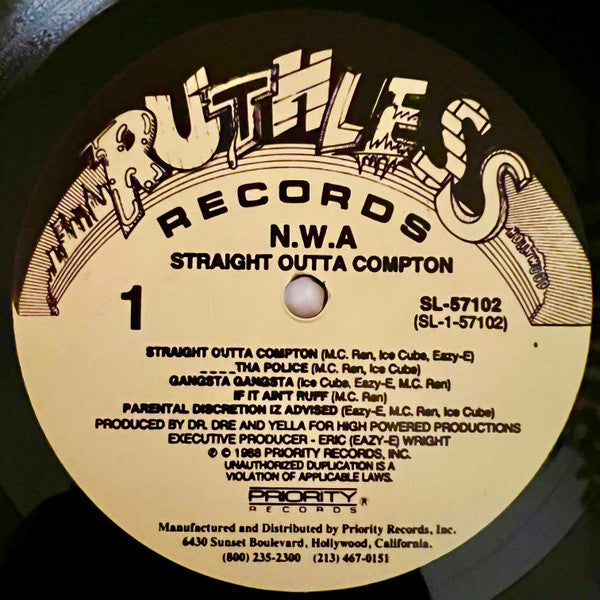 RUTHLESS
RECORDS
N.W.A
STRAIGHT OUTTA COMPTON
1
SL-57102
(SL-1-57102)
STRAIGHT OUTTA COMPTON (M.C. Ren, Ice Cube, Eazy-E)
____THA POLICE (M.C. Ren, Ice Cube)
GANGSTA GANGSTA (Ice Cube, Eazy-E, M.C. Ren)
IF IT AIN'T RUFF (M.C. Ren)
PARENTAL DISCRETION IZ ADVISED (Eazy-E, M.C. Ren, Ice Cube)
PRODUCED BY DR. DRE AND YELLA FOR HIGH POWERED PRODUCTIONS
EXECUTIVE PRODUCER - ERIC (EAZY-E) WRIGHT
℗ © 1988 PRIORITY RECORDS, INC.
UNAUTHORIZED DUPLICATION IS A
VIOLATION OF APPLICABLE LAWS.
PRIORITY ®
RECORDS
Manufactured and Distributed by Priority Records, Inc.
6430 Sunset Boulevard, Hollywood, California.
(800) 235-2300 (213) 467-0151